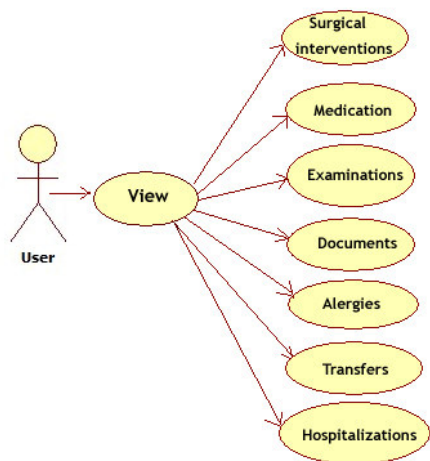 Surgical
interventions
Medication
Examinations
View
Documents
User
Alergies
Transfers
Hospitalizations